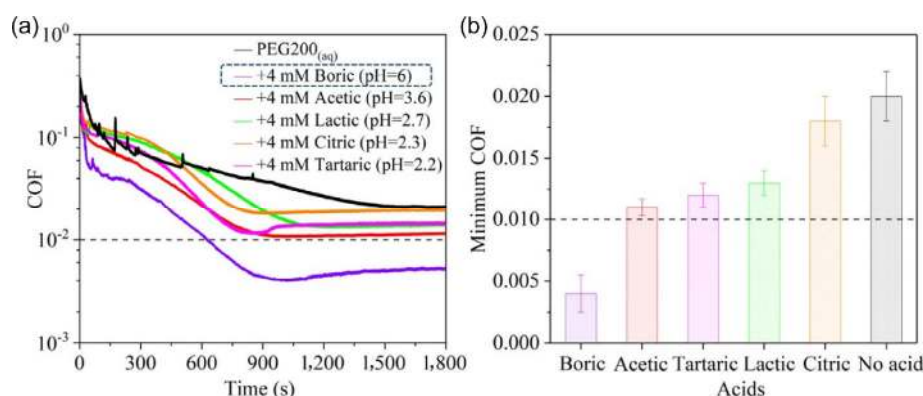 (a)
10⁰
10⁻¹
10⁻²
10⁻³
COF
PEG200(aq)
+4 mM Boric (pH=6)
+4 mM Acetic (pH=3.6)
+4 mM Lactic (pH=2.7)
+4 mM Citric (pH=2.3)
+4 mM Tartaric (pH=2.2)
0 300 600 900 1,200 1,500 1,800
Time (s)
(b)
0.025
0.020
0.015
0.010
0.005
0.000
Minimum COF
Boric Acetic Tartaric Lactic Citric No acid
Acids